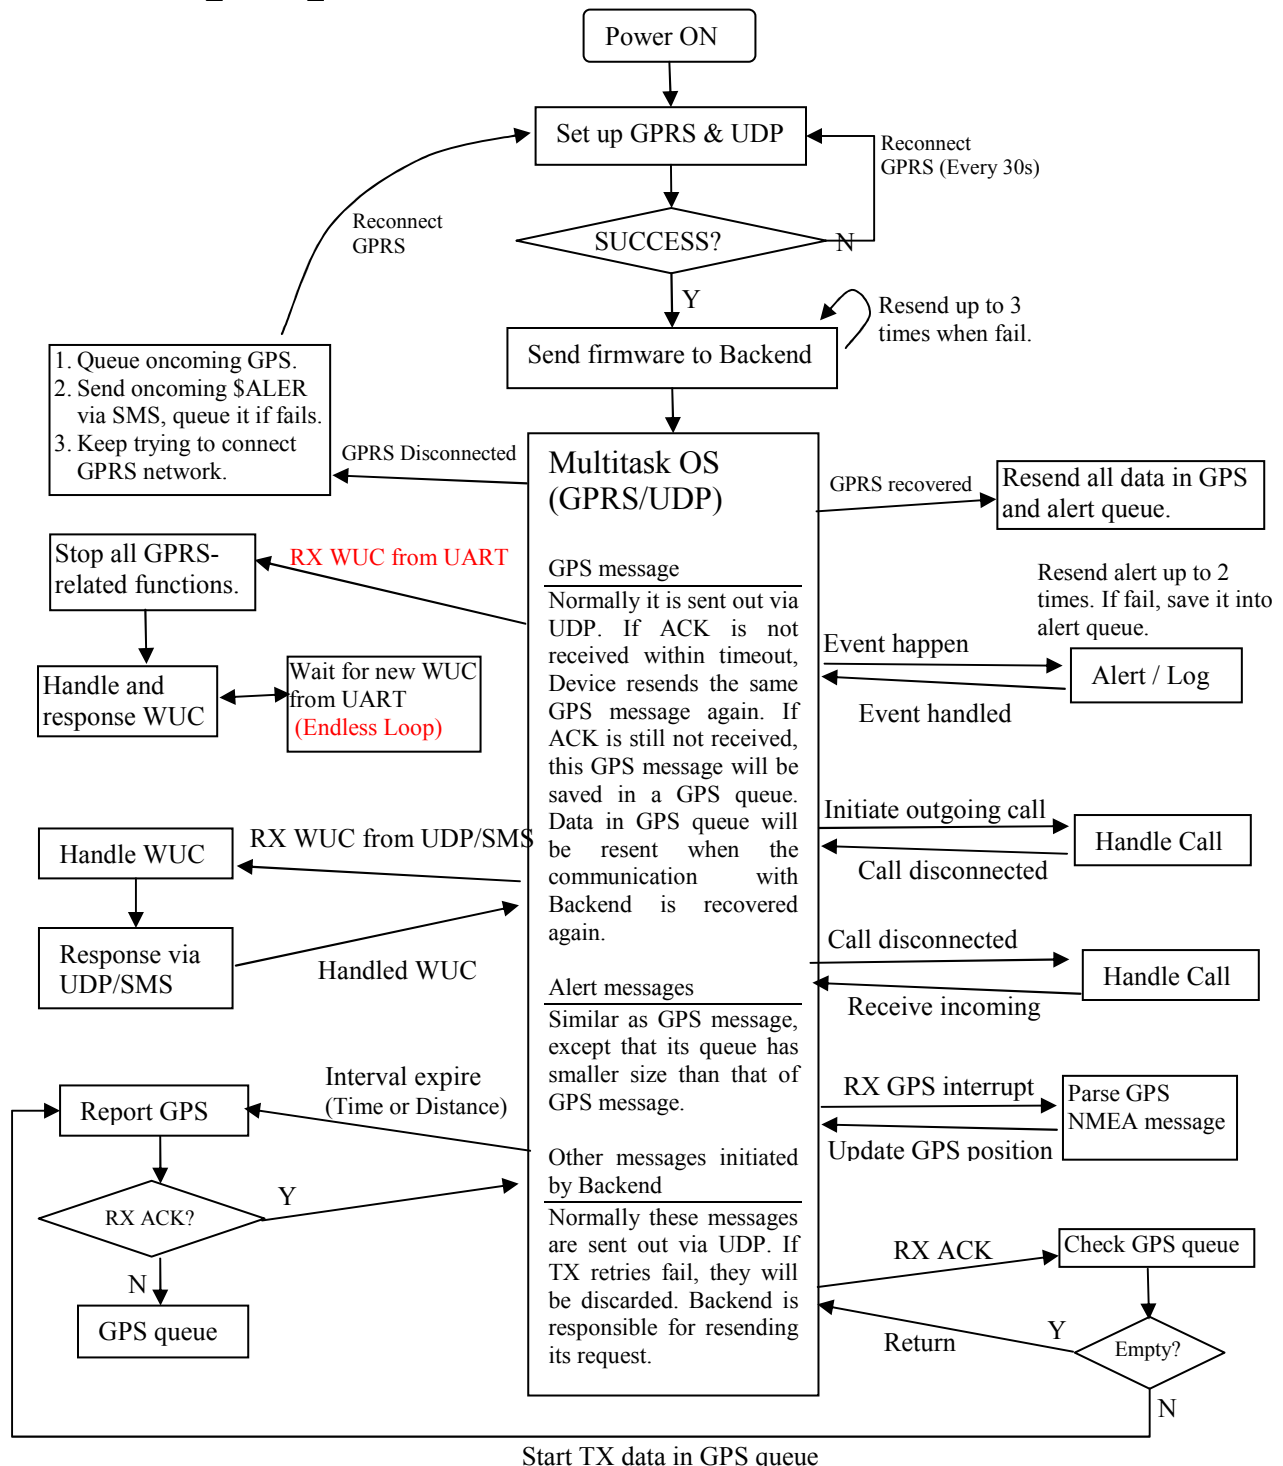 Power ON
Set up GPRS & UDP
Reconnect
GPRS (Every 30s)
Reconnect
GPRS
SUCCESS?
N
Y
Resend up to 3
times when fail.
Send firmware to Backend
1. Queue oncoming GPS.
2. Send oncoming $ALER
via SMS, queue it if fails.
3. Keep trying to connect
GPRS network.
GPRS Disconnected
Multitask OS
(GPRS/UDP)
GPRS recovered
Resend all data in GPS
and alert queue.
Stop all GPRS-
related functions.
RX WUC from UART
Handle and
response WUC
Wait for new WUC
from UART
(Endless Loop)
GPS message
Normally it is sent out via
UDP. If ACK is not
received within timeout,
Device resends the same
GPS message again. If
ACK is still not received,
this GPS message will be
saved in a GPS queue.
Data in GPS queue will
be resent when the
communication with
Backend is recovered
again.
Resend alert up to 2
times. If fail, save it into
alert queue.
Event happen
Alert / Log
Event handled
Initiate outgoing call
Handle Call
Call disconnected
Handle WUC
RX WUC from UDP/SMS
Response via
UDP/SMS
Handled WUC
Call disconnected
Handle Call
Receive incoming
Alert messages
Similar as GPS message,
except that its queue has
smaller size than that of
GPS message.
RX GPS interrupt
Parse GPS
NMEA message
Update GPS position
Interval expire
(Time or Distance)
Report GPS
RX ACK?
Y
N
GPS queue
Other messages initiated
by Backend
Normally these messages
are sent out via UDP. If
TX retries fail, they will
be discarded. Backend is
responsible for resending
its request.
RX ACK
Check GPS queue
Empty?
Y
Return
N
Start TX data in GPS queue